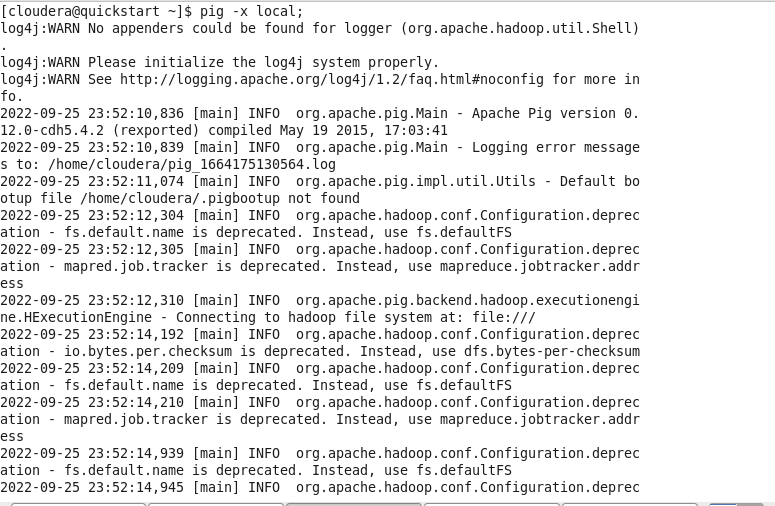 [cloudera@quickstart ~]$ pig -x local;
log4j:WARN No appenders could be found for logger (org.apache.hadoop.util.Shell)
.
log4j:WARN Please initialize the log4j system properly.
log4j:WARN See http://logging.apache.org/log4j/1.2/faq.html#noconfig for more in
fo.
2022-09-25 23:52:10,836 [main] INFO  org.apache.pig.Main - Apache Pig version 0.
12.0-cdh5.4.2 (rexported) compiled May 19 2015, 17:03:41
2022-09-25 23:52:10,839 [main] INFO  org.apache.pig.Main - Logging error message
s to: /home/cloudera/pig_1664175130564.log
2022-09-25 23:52:11,074 [main] INFO  org.apache.pig.impl.util.Utils - Default bo
otup file /home/cloudera/.pigbootup not found
2022-09-25 23:52:12,304 [main] INFO  org.apache.hadoop.conf.Configuration.deprec
ation - fs.default.name is deprecated. Instead, use fs.defaultFS
2022-09-25 23:52:12,305 [main] INFO  org.apache.hadoop.conf.Configuration.deprec
ation - mapred.job.tracker is deprecated. Instead, use mapreduce.jobtracker.addr
ess
2022-09-25 23:52:12,310 [main] INFO  org.apache.pig.backend.hadoop.executionengi
ne.HExecutionEngine - Connecting to hadoop file system at: file:///
2022-09-25 23:52:14,192 [main] INFO  org.apache.hadoop.conf.Configuration.deprec
ation - io.bytes.per.checksum is deprecated. Instead, use dfs.bytes-per-checksum
2022-09-25 23:52:14,209 [main] INFO  org.apache.hadoop.conf.Configuration.deprec
ation - fs.default.name is deprecated. Instead, use fs.defaultFS
2022-09-25 23:52:14,210 [main] INFO  org.apache.hadoop.conf.Configuration.deprec
ation - mapred.job.tracker is deprecated. Instead, use mapreduce.jobtracker.addr
ess
2022-09-25 23:52:14,939 [main] INFO  org.apache.hadoop.conf.Configuration.deprec
ation - fs.default.name is deprecated. Instead, use fs.defaultFS
2022-09-25 23:52:14,945 [main] INFO  org.apache.hadoop.conf.Configuration.deprec